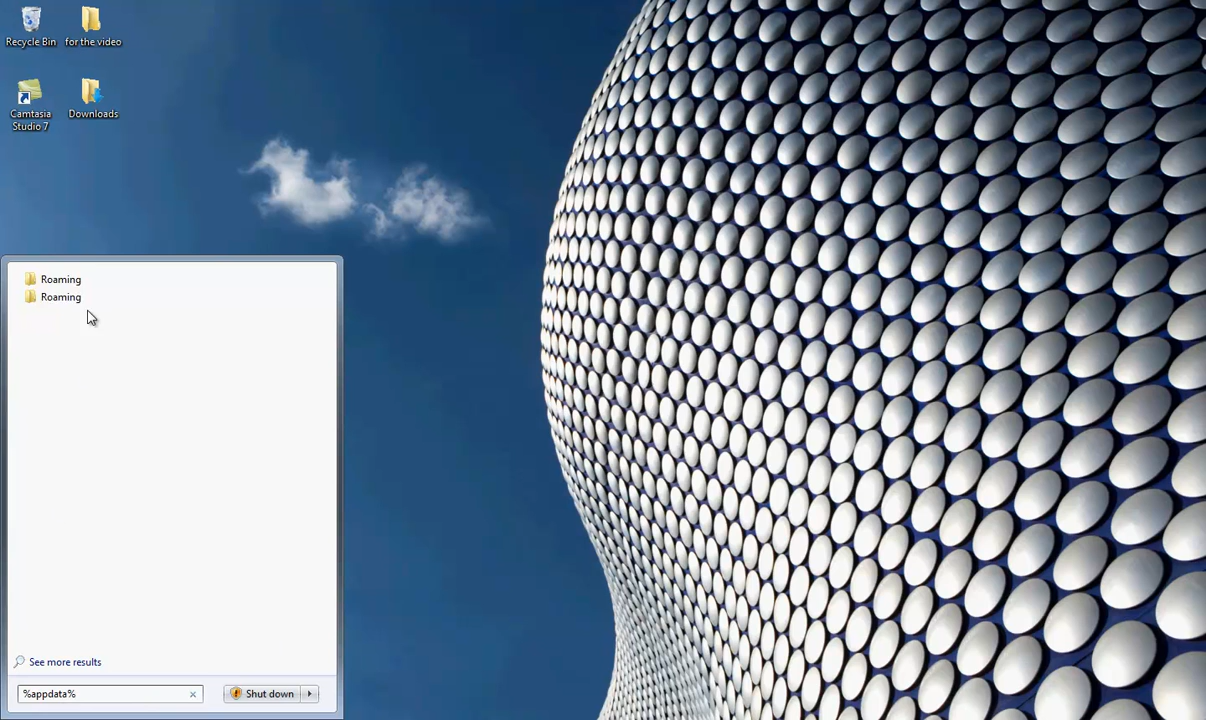 Recycle Bin
for the video
Camtasia
Studio 7
Downloads
Roaming
Roaming
See more results
%appdata%
Shut down